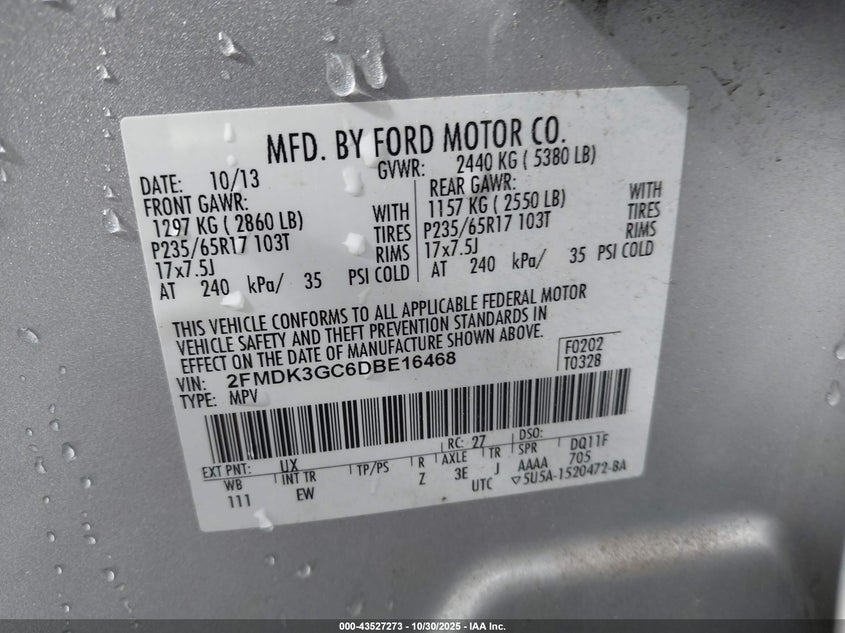 MFD. BY FORD MOTOR CO.
DATE: 10/13
GVWR: 2440 KG ( 5380 LB)
FRONT GAWR:
1297 KG ( 2860 LB)
P235/65R17 103T
17x7.5J
WITH
TIRES
RIMS
AT 240 kPa/ 35 PSI COLD
REAR GAWR:
1157 KG ( 2550 LB)
P235/65R17 103T
17x7.5J
WITH
TIRES
RIMS
AT 240 kPa/ 35 PSI COLD
THIS VEHICLE CONFORMS TO ALL APPLICABLE FEDERAL MOTOR
VEHICLE SAFETY AND THEFT PREVENTION STANDARDS IN
EFFECT ON THE DATE OF MANUFACTURE SHOWN ABOVE.
VIN: 2FMDK3GC6DBE16468
TYPE: MPV
F0202
T0328
EXT PNT: UX RC: 27 DSO:
WB INT TR TP/PS R AXLE TR SPR DQ11F
111 EW Z 3E J AAAA 705
UTC ▽5U5A-1520472-BA
000-43527273 - 10/30/2025 - IAA Inc.